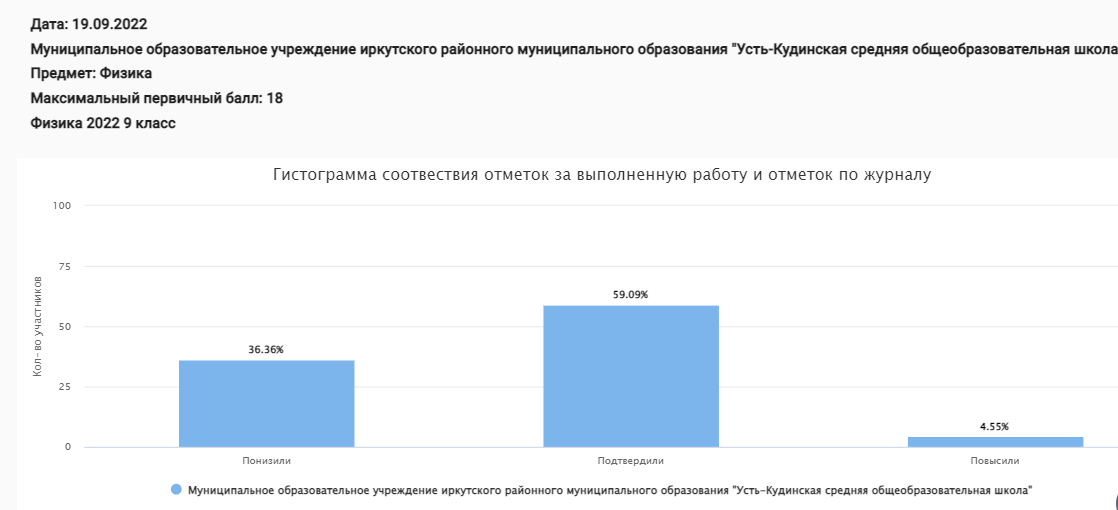 Дата: 19.09.2022
Муниципальное образовательное учреждение иркутского районного муниципального образования "Усть-Кудинская средняя общеобразовательная школа
Предмет: Физика
Максимальный первичный балл: 18
Физика 2022 9 класс
Гистограмма соотвествия отметок за выполненную работу и отметок по журналу
100
75
50
25
0
Кол-во участников
36.36%
59.09%
4.55%
Понизили
Подтвердили
Повысили
Муниципальное образовательное учреждение иркутского районного муниципального образования "Усть-Кудинская средняя общеобразовательная школа"